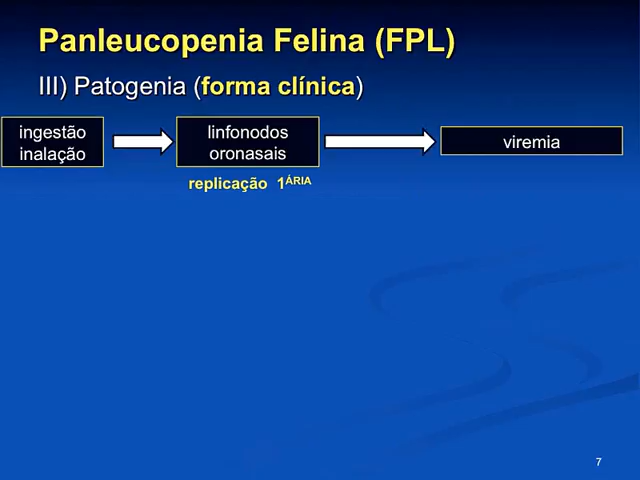 Panleucopenia Felina (FPL)
III) Patogenia (forma clínica)
ingestão
inalação
linfonodos
oronasais
viremia
replicação 1ÁRIA
7